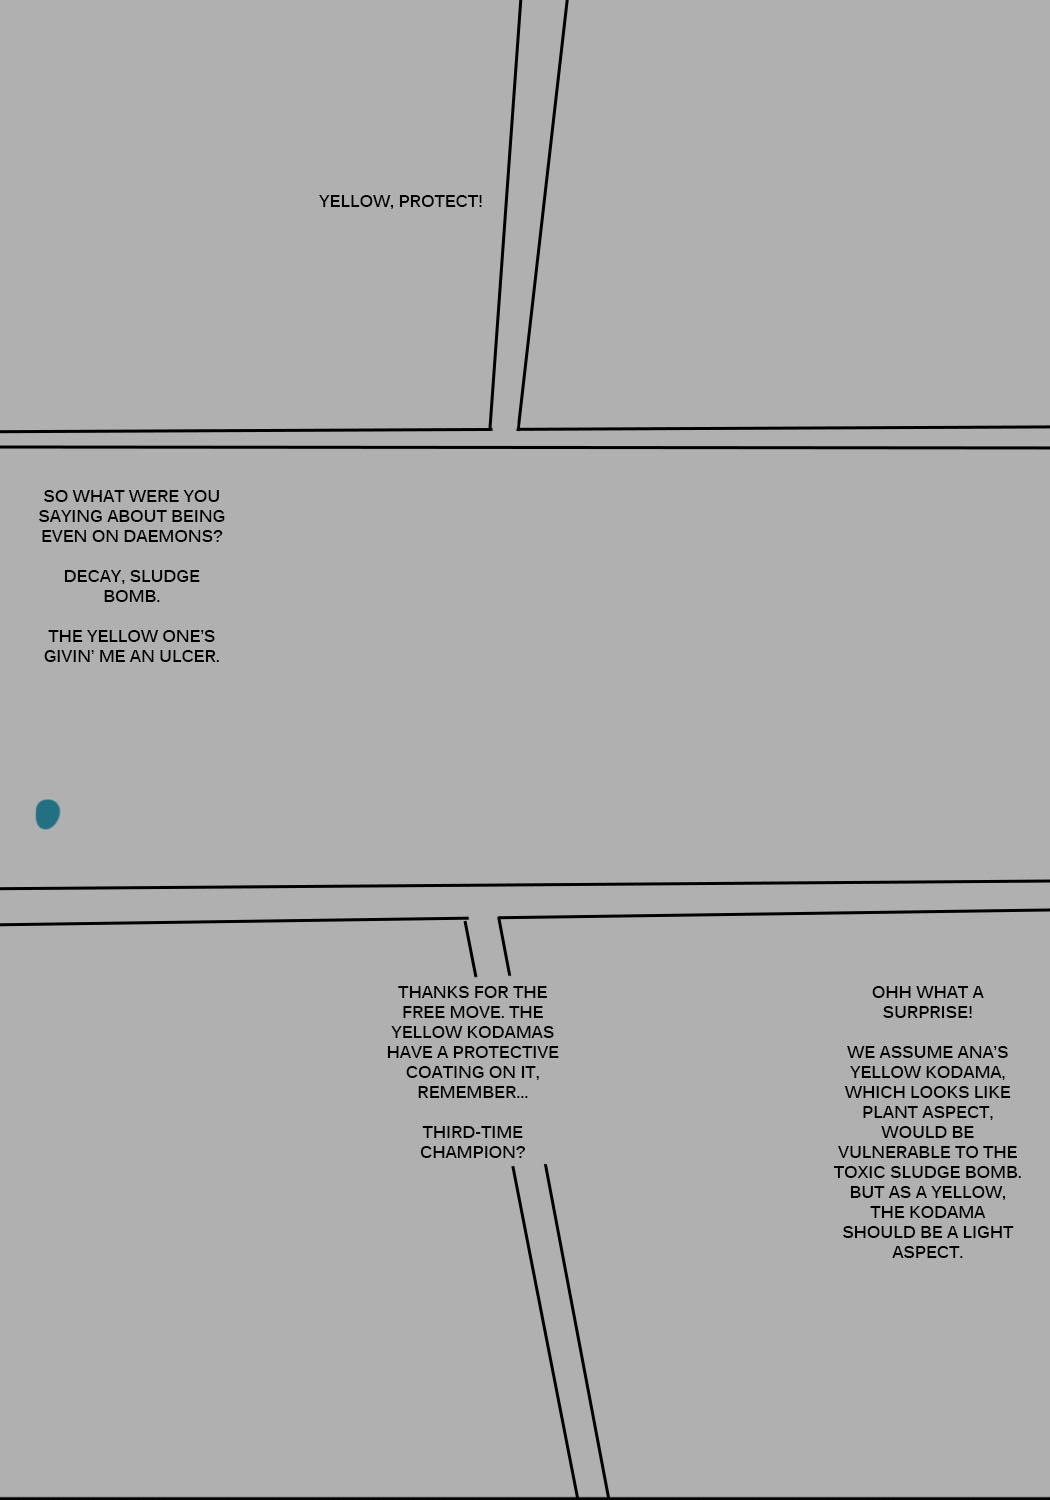 YELLOW, PROTECT!
SO WHAT WERE YOU
SAYING ABOUT BEING
EVEN ON DAEMONS?
DECAY, SLUDGE
BOMB.
THE YELLOW ONE'S
GIVIN' ME AN ULCER.
THANKS FOR THE
FREE MOVE. THE
YELLOW KODAMAS
HAVE A PROTECTIVE
COATING ON IT,
REMEMBER...
THIRD-TIME
CHAMPION?
OHH WHAT A
SURPRISE!
WE ASSUME ANA'S
YELLOW KODAMA,
WHICH LOOKS LIKE
PLANT ASPECT,
WOULD BE
VULNERABLE TO THE
TOXIC SLUDGE BOMB.
BUT AS A YELLOW,
THE KODAMA
SHOULD BE A LIGHT
ASPECT.